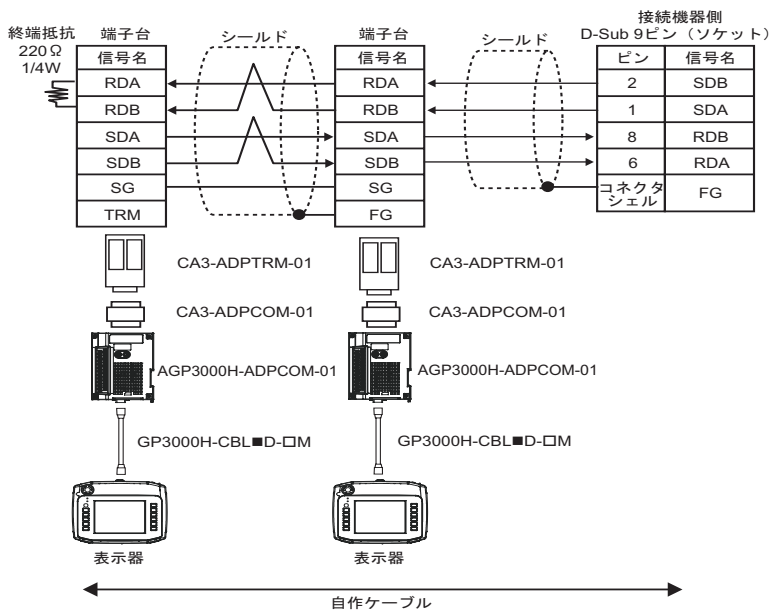 終端抵抗
220Ω
1/4W
端子台
信号名
RDA
RDB
SDA
SDB
SG
TRM
シールド
端子台
信号名
RDA
RDB
SDA
SDB
SG
FG
シールド
接続機器側
D-Sub 9ピン（ソケット）
ピン 信号名
2 SDB
1 SDA
8 RDB
6 RDA
コネクタ
シェル FG
CA3-ADPTRM-01 CA3-ADPTRM-01
CA3-ADPCOM-01 CA3-ADPCOM-01
AGP3000H-ADPCOM-01 AGP3000H-ADPCOM-01
GP3000H-CBL■D-□M GP3000H-CBL■D-□M
表示器 表示器
自作ケーブル